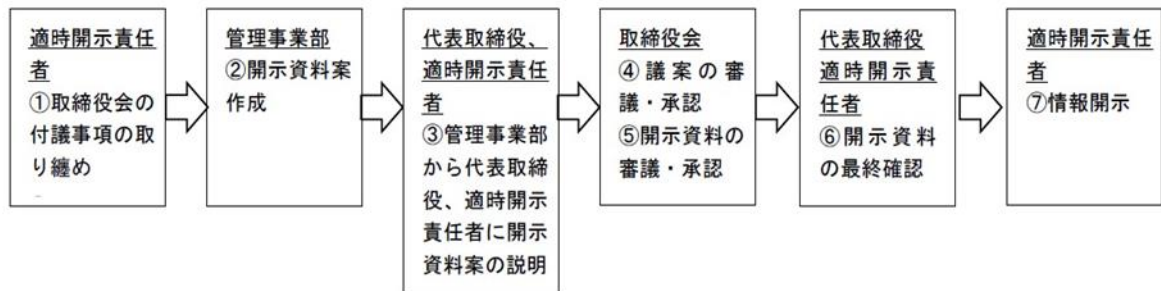 適時開示責任
者
①取締役会の
付議事項の取
り纏め
管理事業部
②開示資料案
作成
代表取締役、
適時開示責任
者
③管理事業部
から代表取締
役、適時開示
責任者に開示
資料案の説明
取締役会
④議案の審
議・承認
⑤開示資料の
審議・承認
代表取締役
適時開示責
任者
⑥開示資料
の最終確認
適時開示責任
者
⑦情報開示